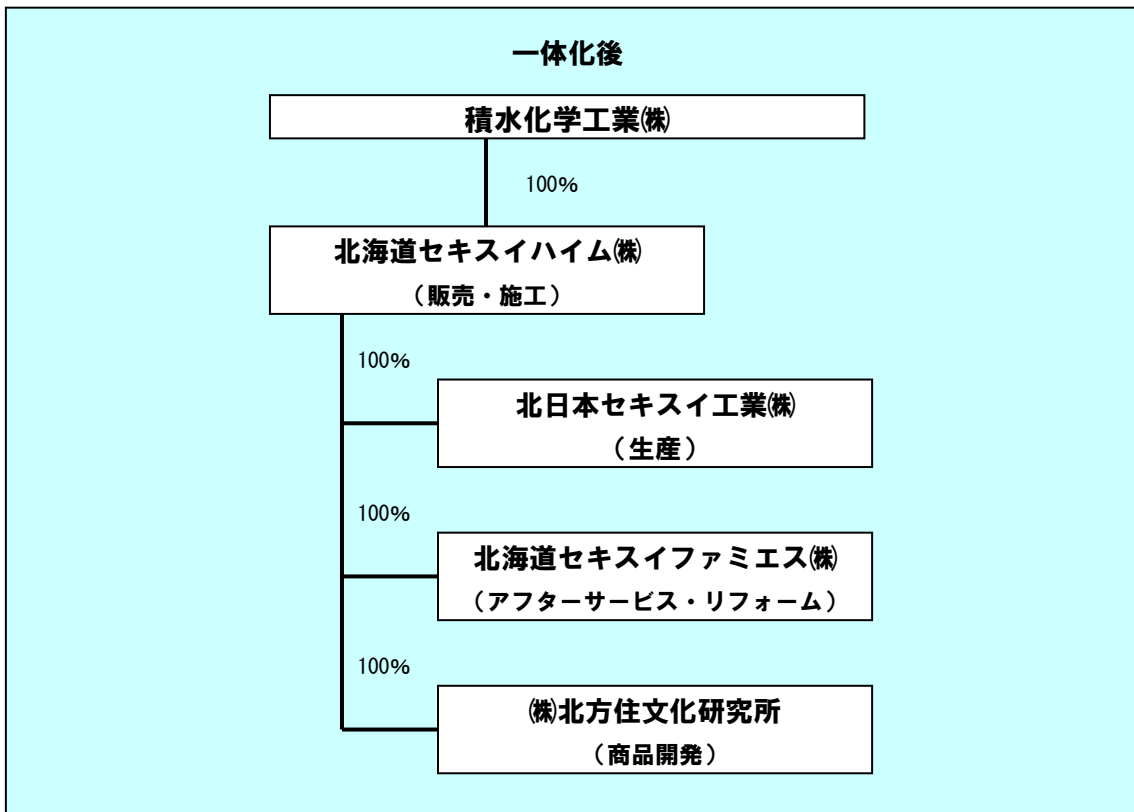 一体化後
積水化学工業㈱
100%
北海道セキスイハイム㈱
（販売・施工）
100%
北日本セキスイ工業㈱
（生産）
100%
北海道セキスイファミエス㈱
（アフターサービス・リフォーム）
100%
㈱北方住文化研究所
（商品開発）